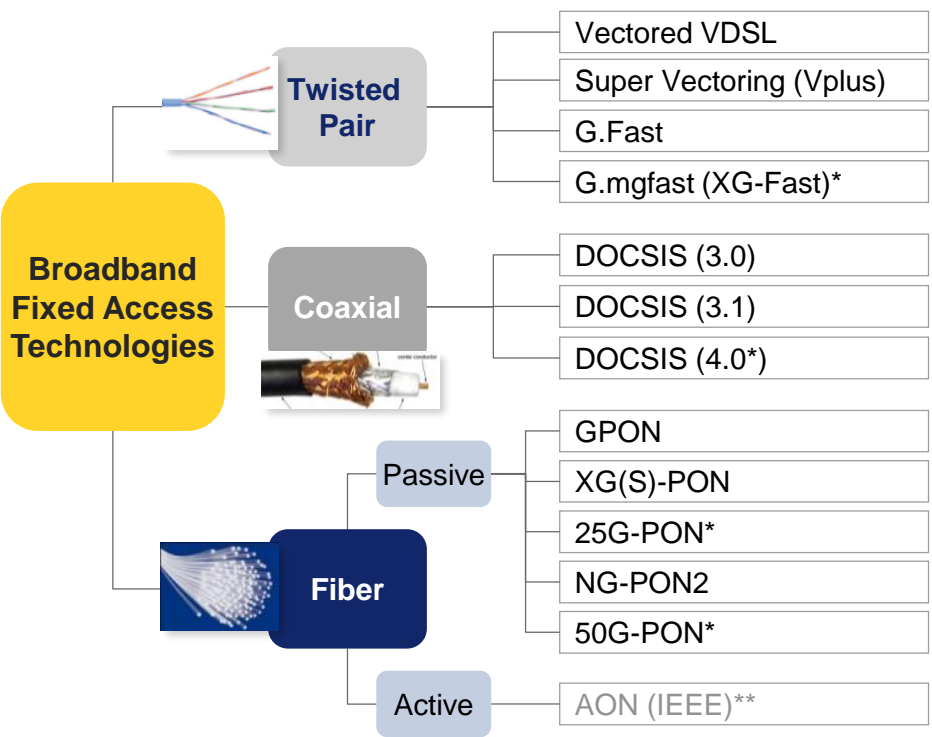 Broadband
Fixed Access
Technologies
Twisted
Pair
Vectored VDSL
Super Vectoring (Vplus)
G.Fast
G.mgfast (XG-Fast)*
Coaxial
center conductor
DOCSIS (3.0)
DOCSIS (3.1)
DOCSIS (4.0*)
Fiber
Passive
GPON
XG(S)-PON
25G-PON*
NG-PON2
50G-PON*
Active
AON (IEEE)**